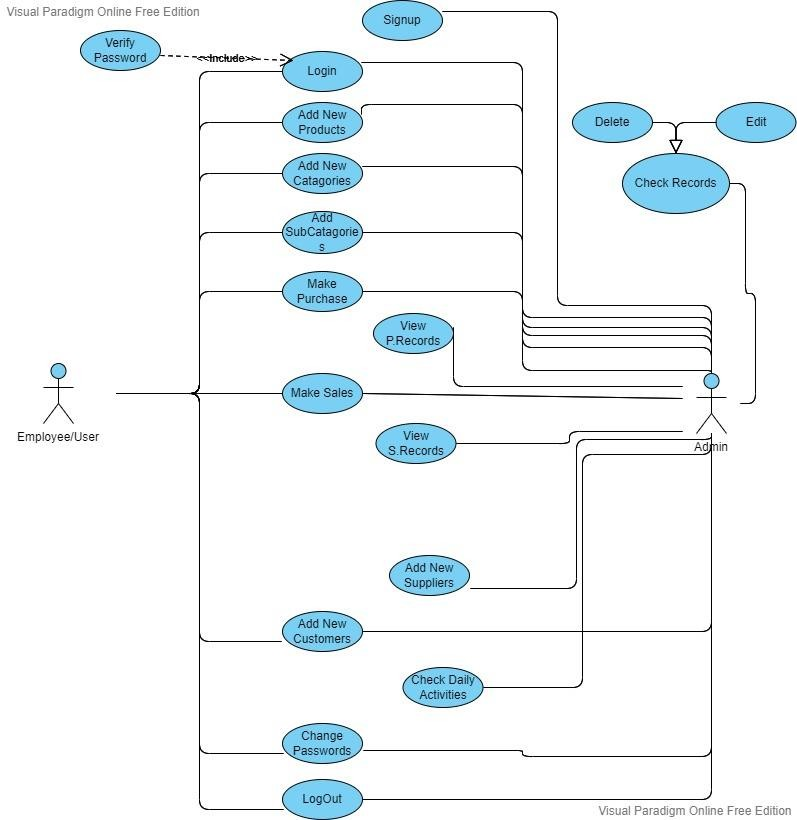 Visual Paradigm Online Free Edition
Signup
Verify
Password
<<Include>>
Login
Add New
Products
Delete
Edit
Add New
Catagories
Check Records
Add
SubCatagorie
s
Make
Purchase
View
P.Records
Make Sales
Employee/User
View
S.Records
Admin
Add New
Suppliers
Add New
Customers
Check Daily
Activities
Change
Passwords
LogOut
Visual Paradigm Online Free Edition